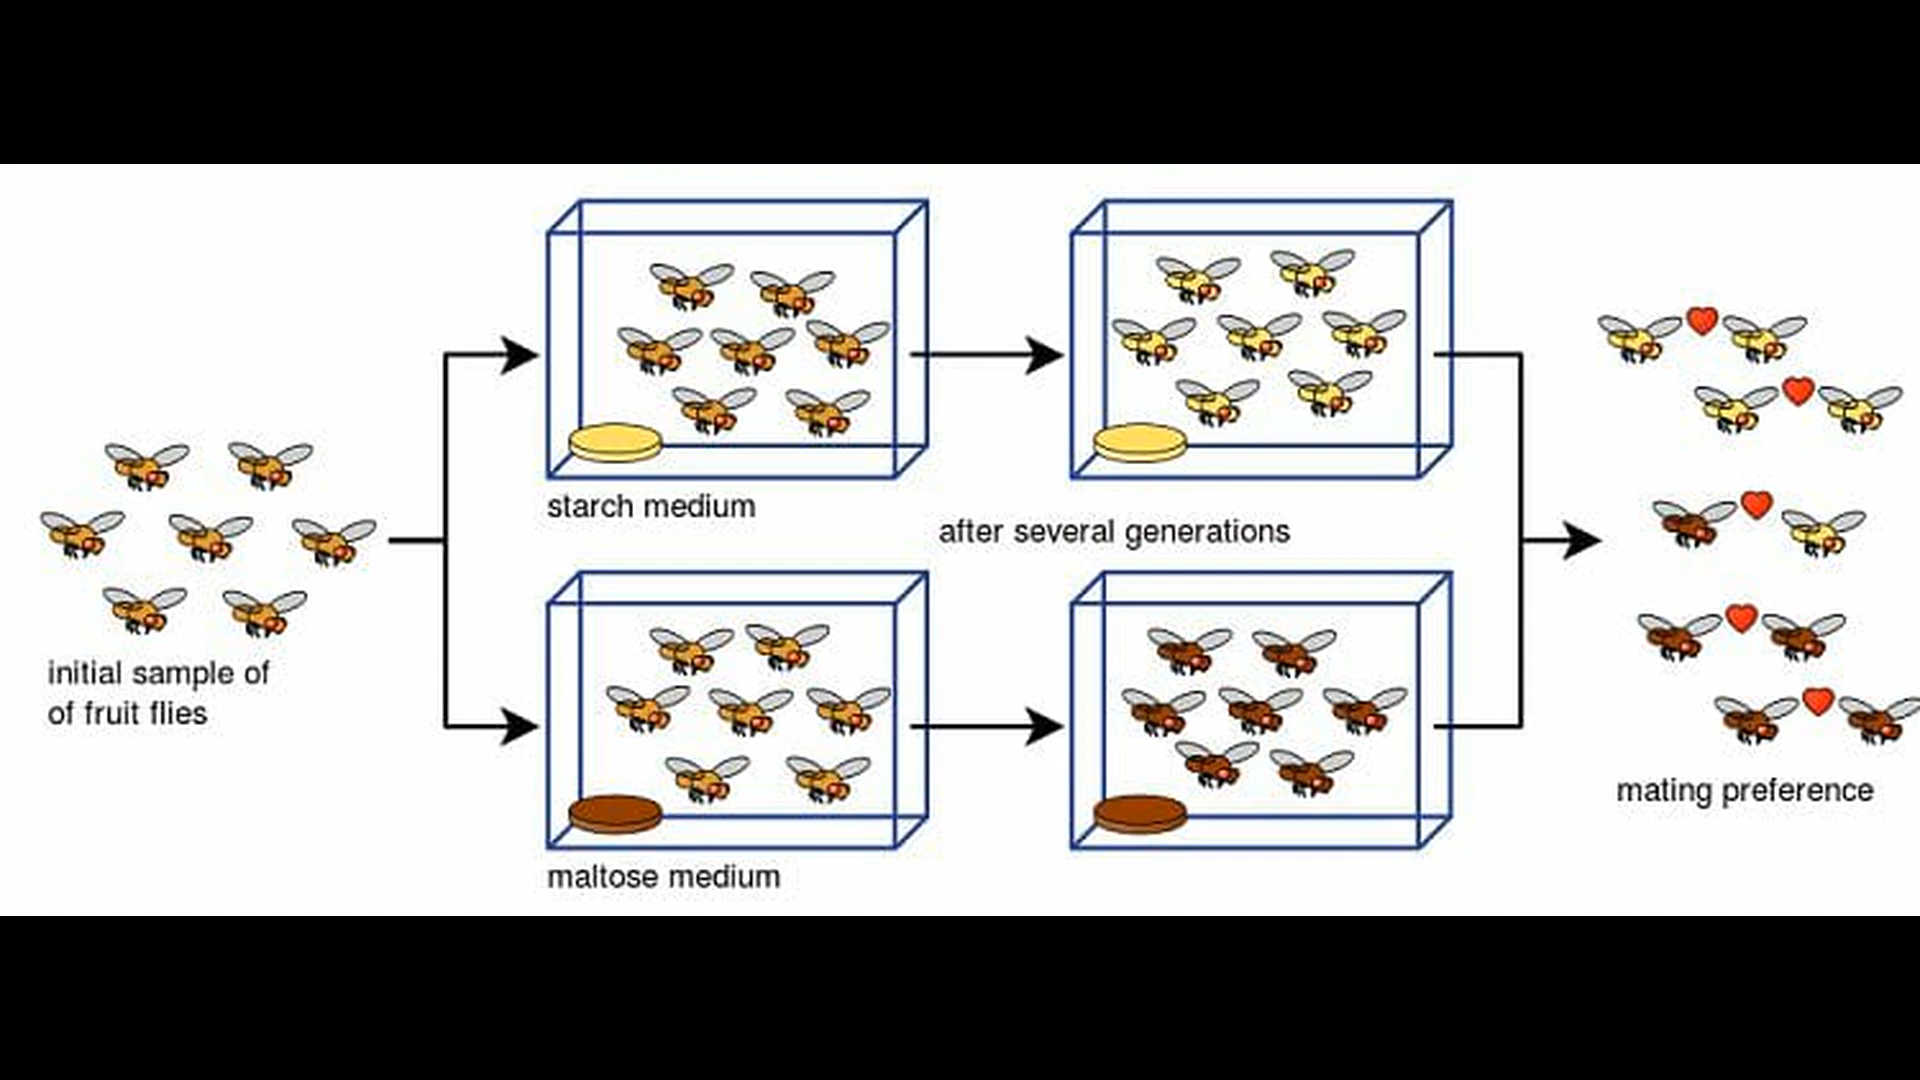 initial sample of
of fruit flies
starch medium
maltose medium
after several generations
mating preference